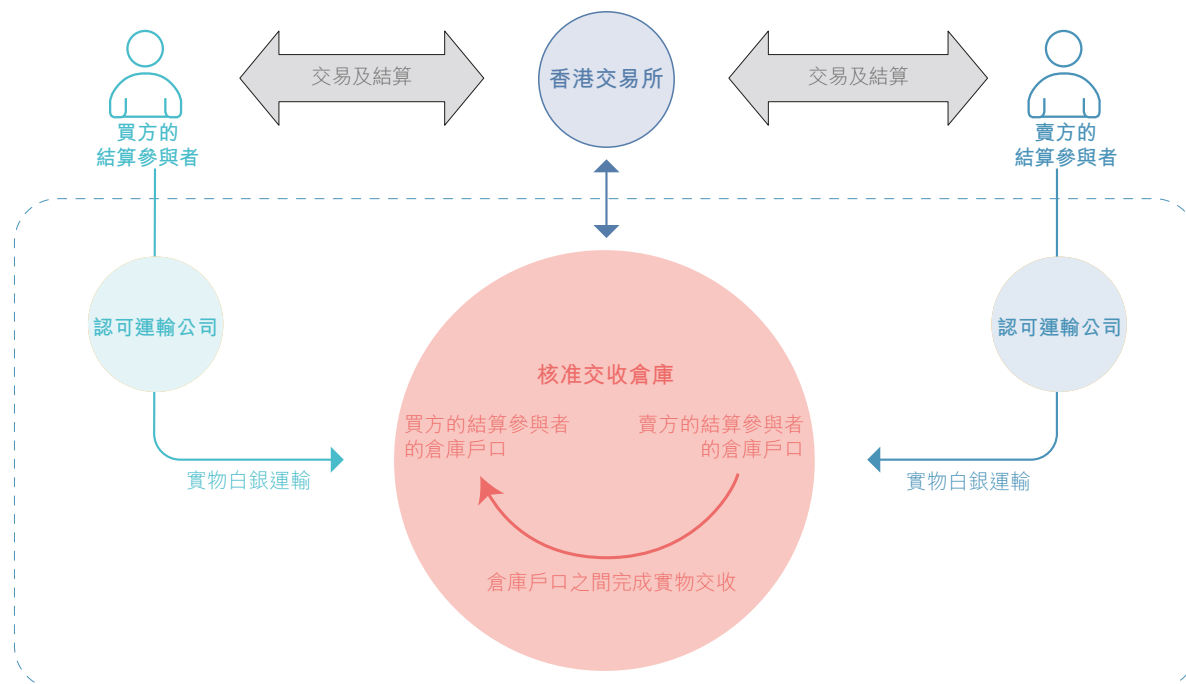 交易及結算
香港交易所
交易及結算
買方的
結算參與者
賣方的
結算參與者
認可運輸公司
認可運輸公司
核准交收倉庫
買方的結算參與者
的倉庫戶口
賣方的結算參與者
的倉庫戶口
實物白銀運輸
實物白銀運輸
倉庫戶口之間完成實物交收